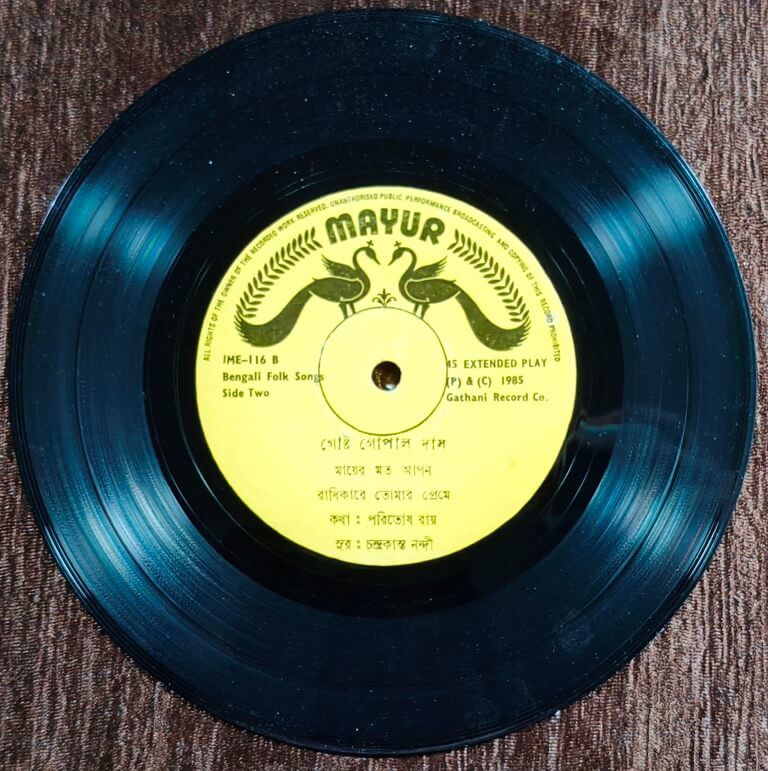 ALL RIGHTS OF THE OWNER OF THE RECORDED WORK RESERVED. UNAUTHORISED PUBLIC PERFORMANCE BROADCASTING AND COPYING OF THIS RECORD PROHIBITED
MAYUR
IME-116 B
Bengali Folk Songs
Side Two
45 EXTENDED PLAY
(P) & (C) 1985
Gathani Record Co.
গোষ্ট গোপাল দাস
মায়ের মত আপন
রাদিকারে তোমার প্রেমে
কথা : পরিতোষ রায়
সুর : চন্দ্রকান্ত নন্দী